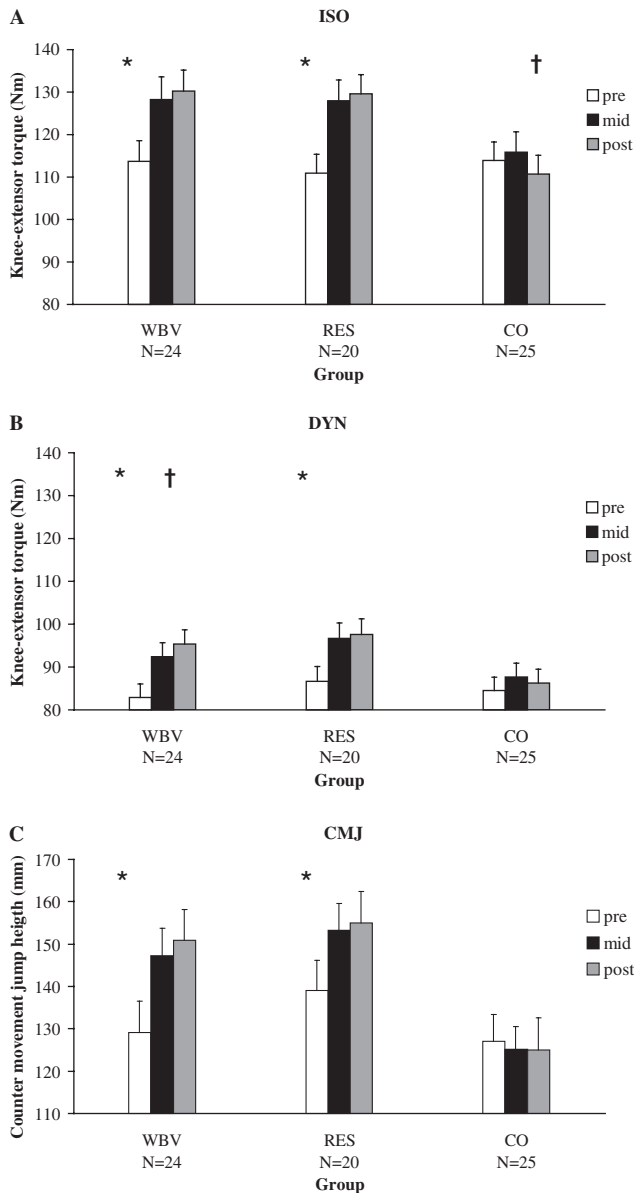 A
ISO
Knee-extensor torque (Nm)
140
130
120
110
100
90
80
*
*
†
pre
mid
post
WBV
RES
CO
N=24
N=20
N=25
Group
B
DYN
Knee-extensor torque (Nm)
140
130
120
110
100
90
80
*
†
*
pre
mid
post
WBV
RES
CO
N=24
N=20
N=25
Group
C
CMJ
Counter movement jump heigth (mm)
170
160
150
140
130
120
110
*
*
pre
mid
post
WBV
RES
CO
N=24
N=20
N=25
Group